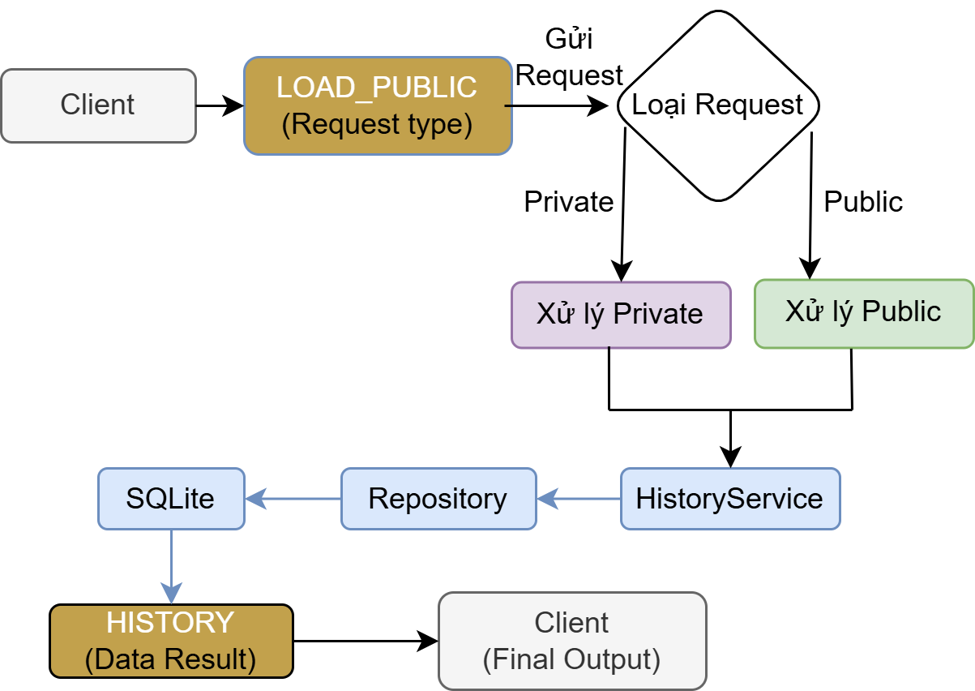 Client
LOAD_PUBLIC
(Request type)
Gửi
Request
Loại Request
Private
Public
Xử lý Private
Xử lý Public
SQLite
Repository
HistoryService
HISTORY
(Data Result)
Client
(Final Output)